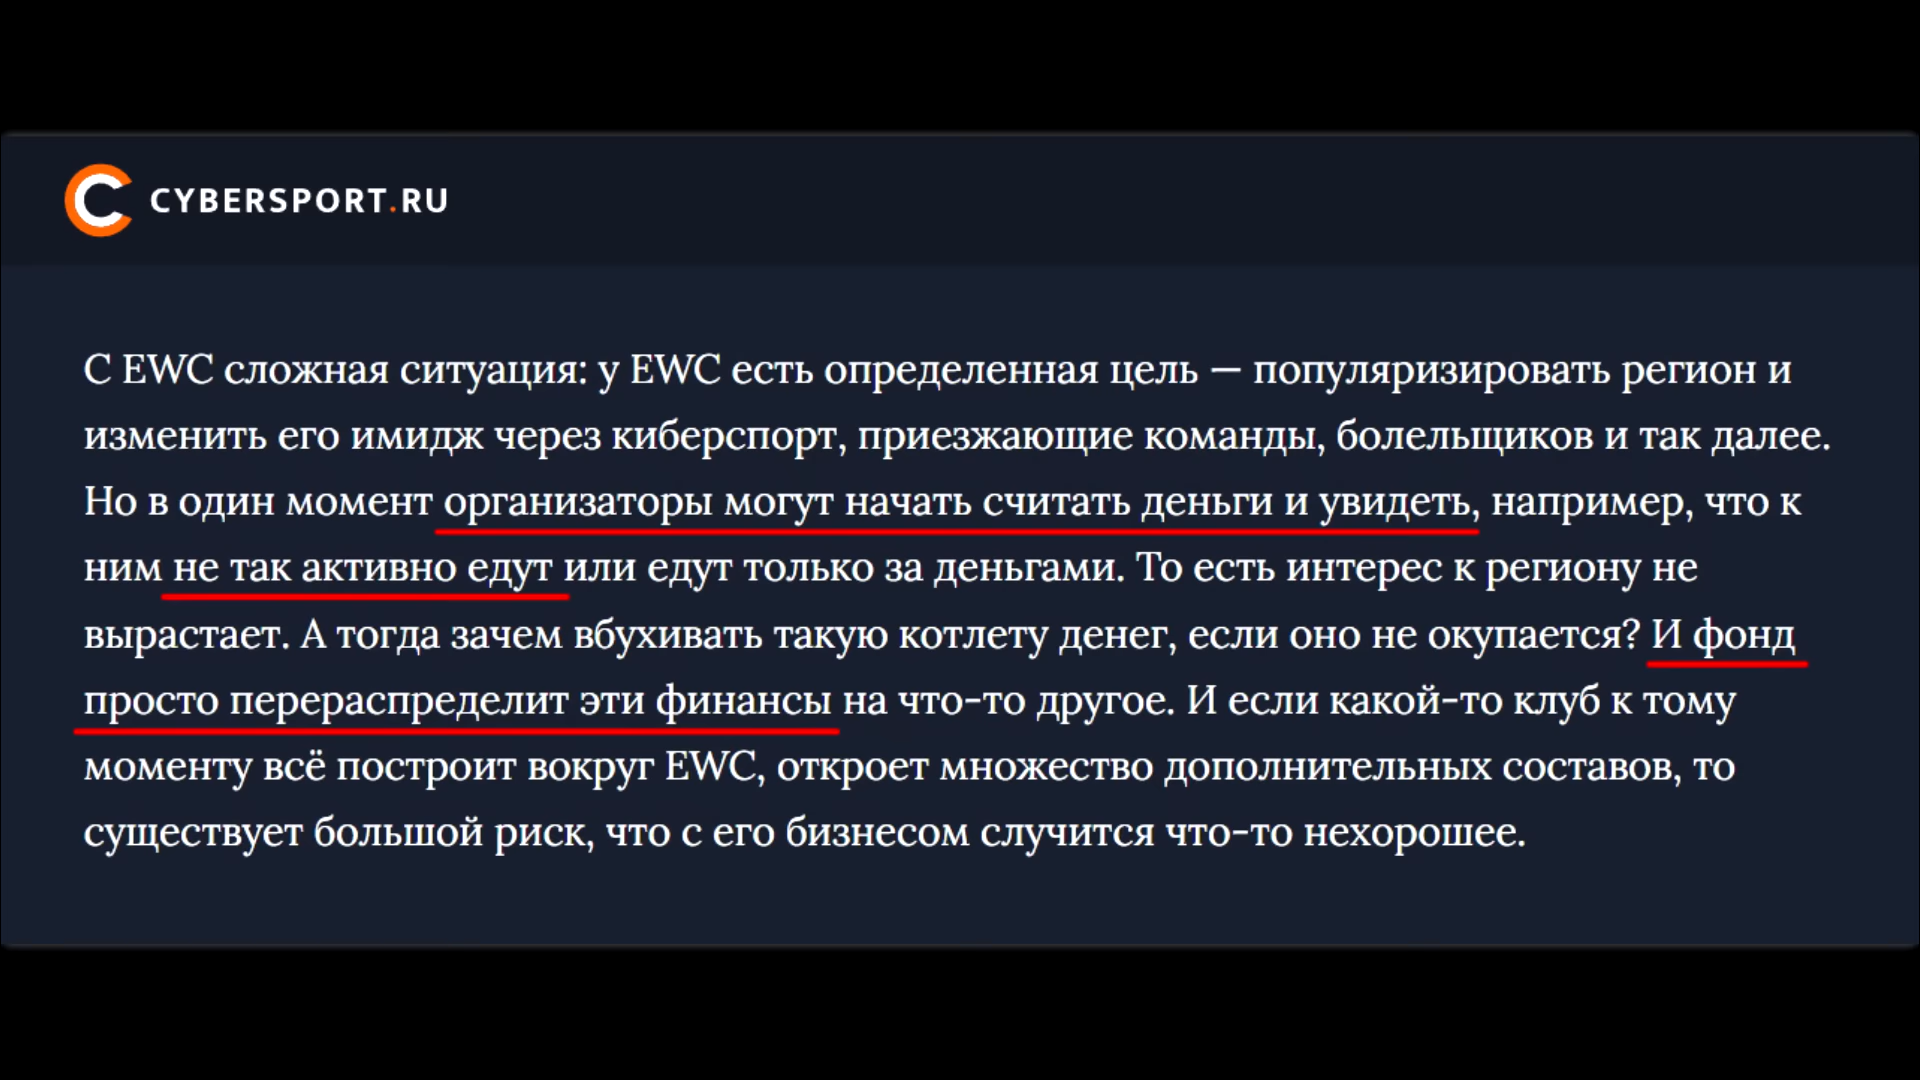 CYBERSPORT.RU
С EWC сложная ситуация: у EWC есть определенная цель — популяризировать регион и
изменить его имидж через киберспорт, приезжающие команды, болельщиков и так далее.
Но в один момент организаторы могут начать считать деньги и увидеть, например, что к
ним не так активно едут или едут только за деньгами. То есть интерес к региону не
вырастает. А тогда зачем вбухивать такую котлету денег, если оно не окупается? И фонд
просто перераспределит эти финансы на что-то другое. И если какой-то клуб к тому
моменту всё построит вокруг EWC, откроет множество дополнительных составов, то
существует большой риск, что с его бизнесом случится что-то нехорошее.